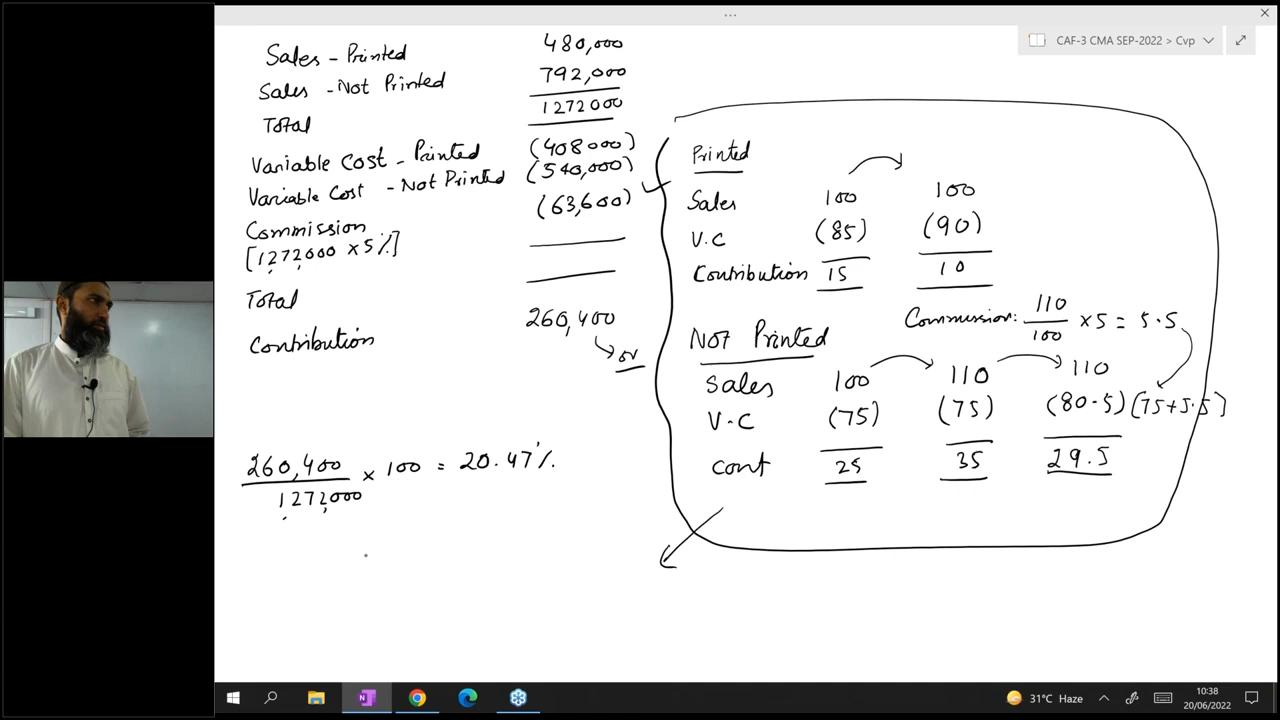 CAF-3 CMA SEP-2022 > Cvp
Sales - Printed 480,000
Sales - Not Printed 792,000
Total 1272000
Variable Cost - Printed (408000)
Variable Cost - Not Printed (540,000)
Commission (63,600)
[1272000 x 5%]
Total
Contribution 260,400
or
260,400
1272000
x 100 = 20.47%
Printed
Sales 100 100
V.C (85) (90)
Contribution 15 10
Commission: 110/100 x 5 = 5.5
NOT Printed
Sales 100 110 110
V.C (75) (75) (80.5) [75+5.5]
Cont 25 35 29.5
31°C Haze
10:38
20/06/2022